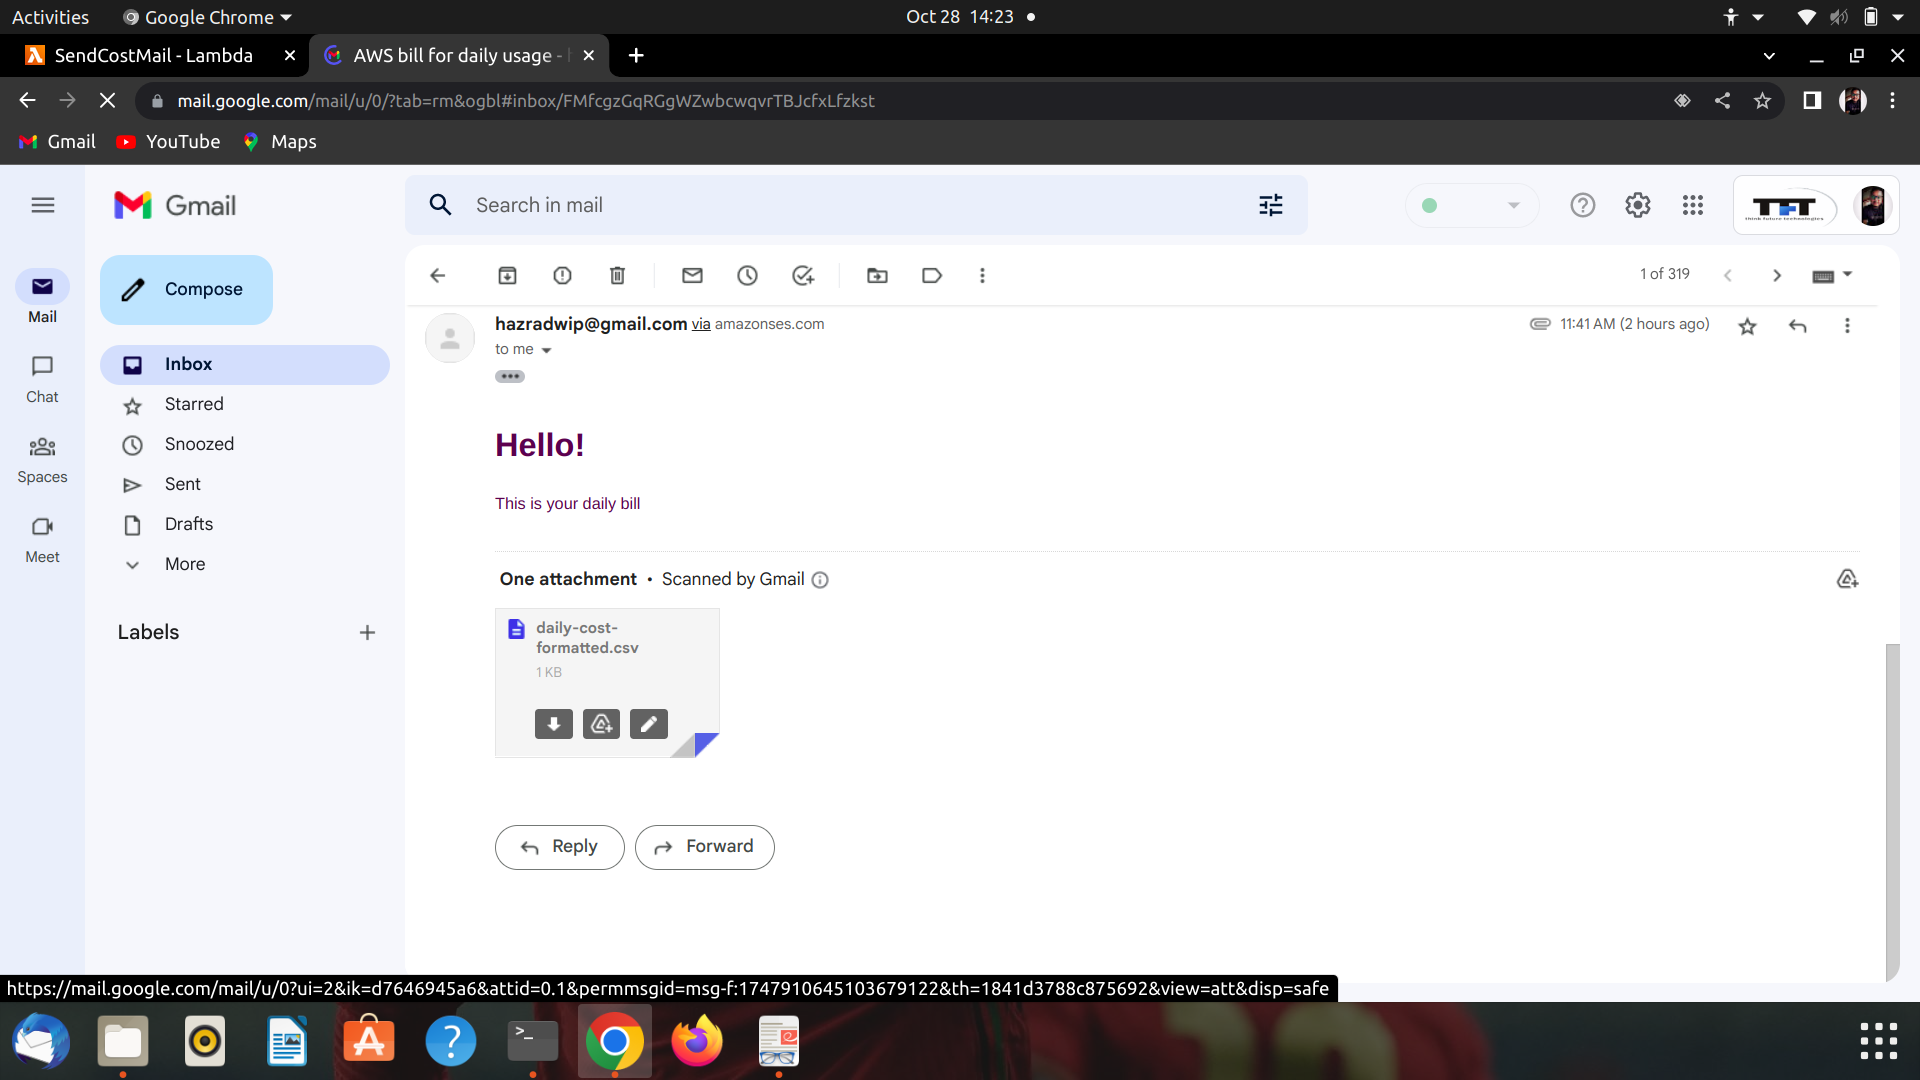 Activities
Google Chrome
Oct 28 14:23
SendCostMail - Lambda
AWS bill for daily usage -
mail.google.com/mail/u/0/?tab=rm&ogbl#inbox/FMfcgzGqRGgWZwbcwqvrTBJcfxLfzkst
Gmail
YouTube
Maps
Gmail
Search in mail
TFT
think future technologies
Compose
1 of 319
Mail
Inbox
hazradwip@gmail.com via amazonses.com
11:41 AM (2 hours ago)
to me
Starred
Chat
Snoozed
Hello!
Spaces
Sent
This is your daily bill
Drafts
Meet
More
One attachment • Scanned by Gmail
Labels
daily-cost-
formatted.csv
1 KB
Reply
Forward
https://mail.google.com/mail/u/0?ui=2&ik=d7646945a6&attid=0.1&permmsgid=msg-f:1747910645103679122&th=1841d3788c875692&view=att&disp=safe